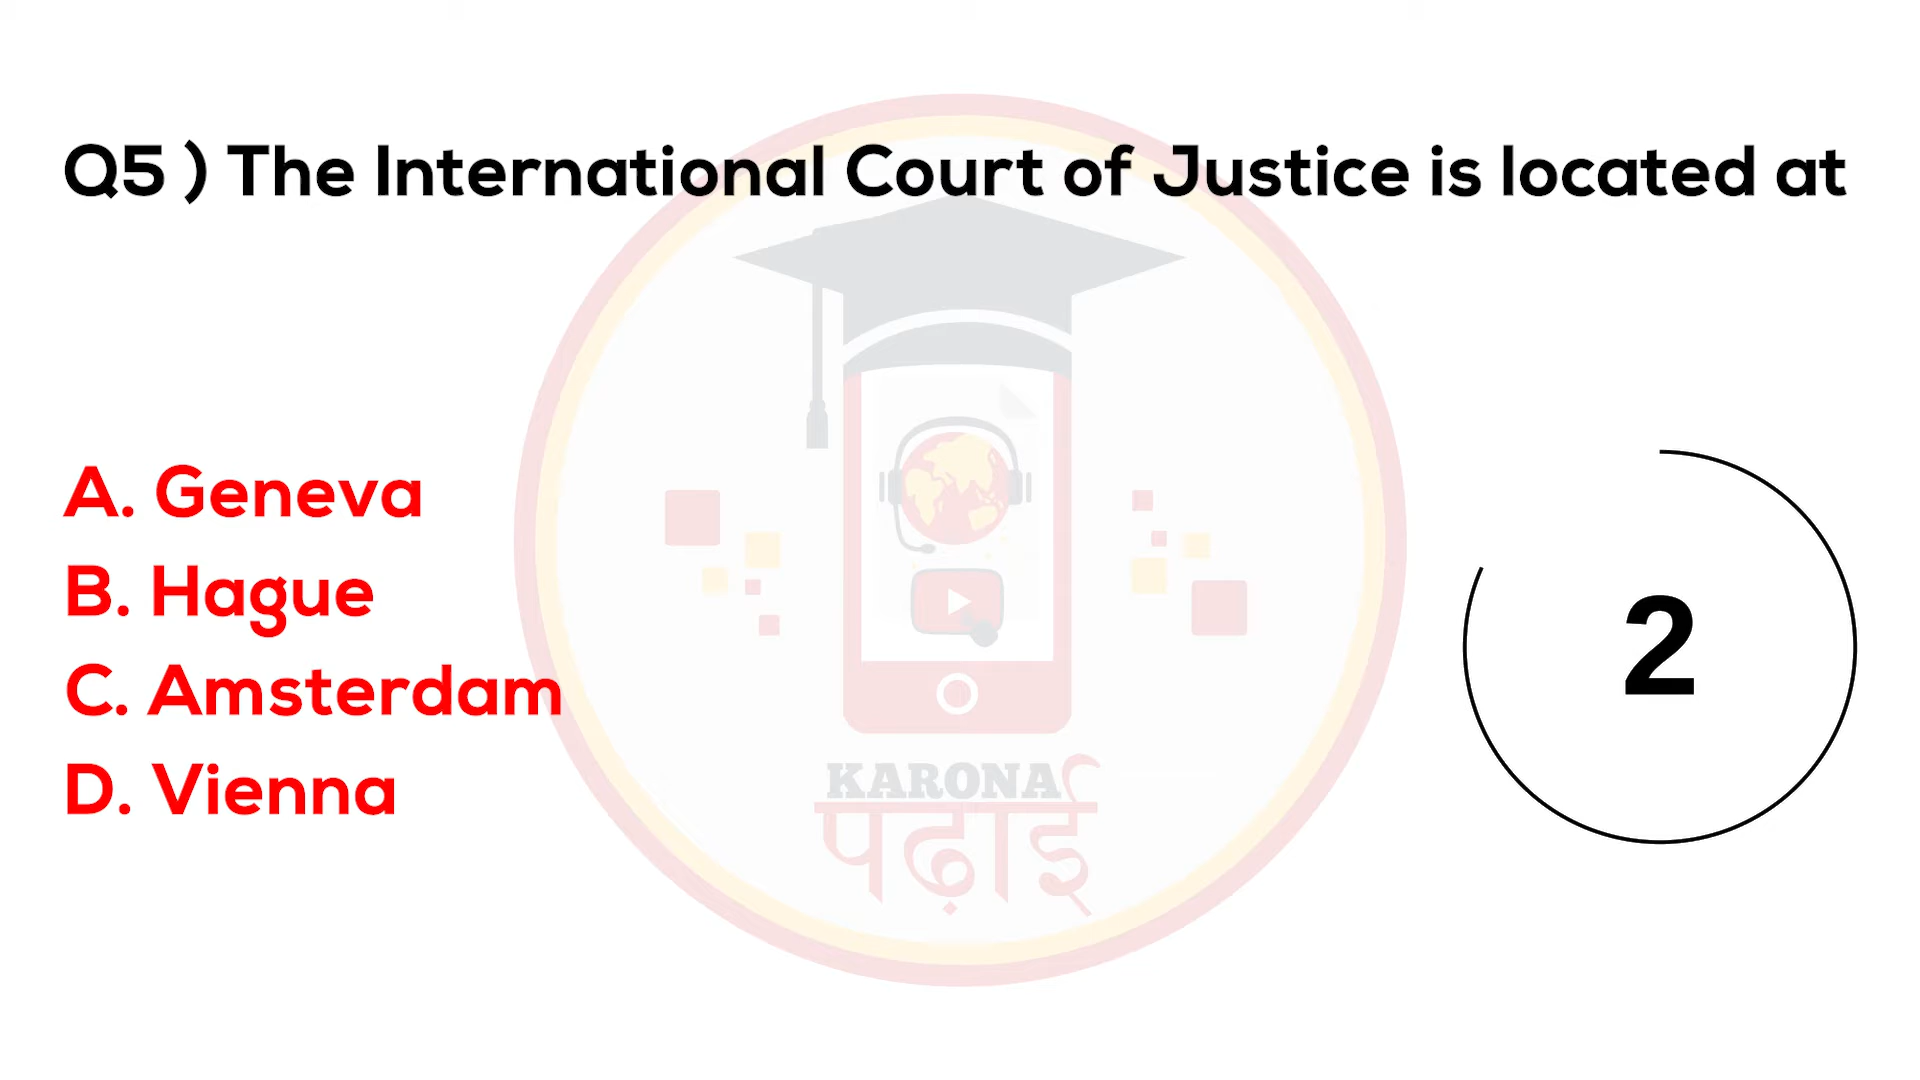 Q5 ) The International Court of Justice is located at
A. Geneva
B. Hague
C. Amsterdam
D. Vienna
2
KARONA
पढ़ाई